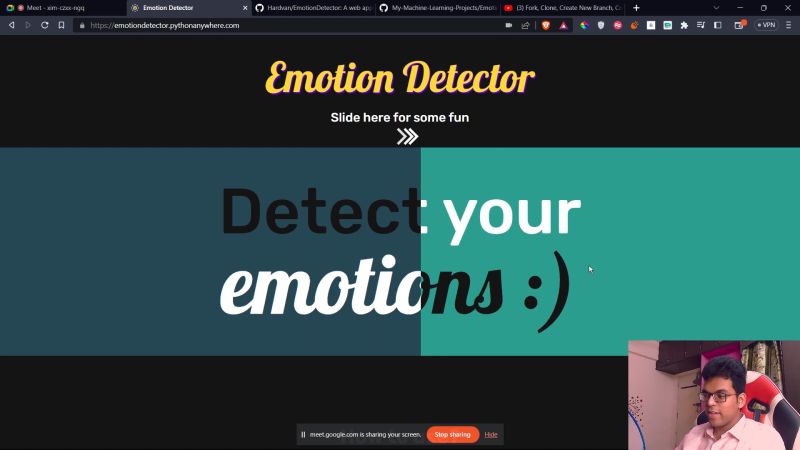 Meet - xim-czxx-ngq
Emotion Detector
Hardvan/EmotionDetector: A web app
My-Machine-Learning-Projects/Emoti
(3) Fork, Clone, Create New Branch, C
https://emotiondetector.pythonanywhere.com
VPN
Emotion Detector
Slide here for some fun
Detect your
emotions :)
meet.google.com is sharing your screen.
Stop sharing
Hide